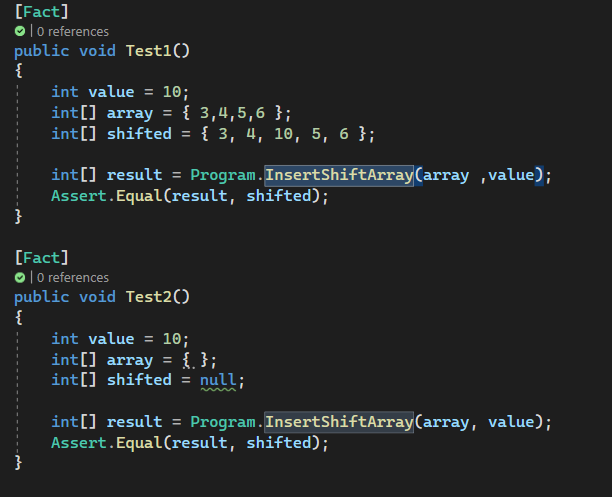 [Fact]
0 references
public void Test1()
{
int value = 10;
int[] array = { 3,4,5,6 };
int[] shifted = { 3, 4, 10, 5, 6 };
int[] result = Program.InsertShiftArray(array ,value);
Assert.Equal(result, shifted);
}
[Fact]
0 references
public void Test2()
{
int value = 10;
int[] array = { };
int[] shifted = null;
int[] result = Program.InsertShiftArray(array, value);
Assert.Equal(result, shifted);
}